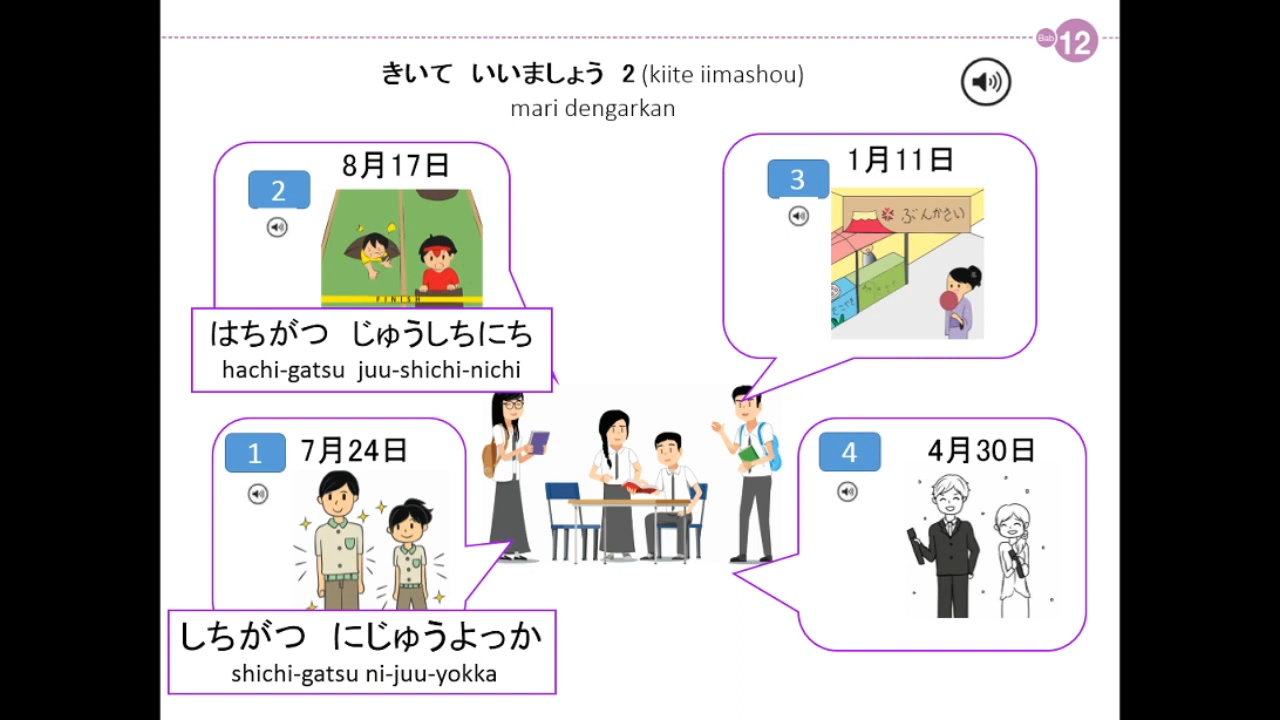 Bab 12
きいて いいましょう 2 (kiite iimashou)
mari dengarkan
2
8月17日
FINISH
はちがつ じゅうしちにち
hachi-gatsu juu-shichi-nichi
3
1月11日
ぶんかさい
1
7月24日
しちがつ にじゅうよっか
shichi-gatsu ni-juu-yokka
4
4月30日